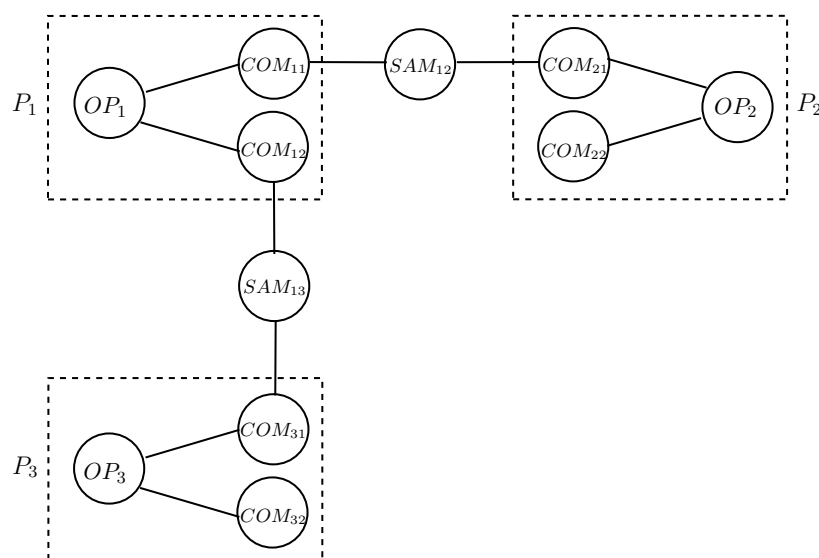 COM₁₁ SAM₁₂ COM₂₁
P₁ OP₁ OP₂ P₂
COM₁₂ COM₂₂
SAM₁₃
COM₃₁
P₃ OP₃
COM₃₂